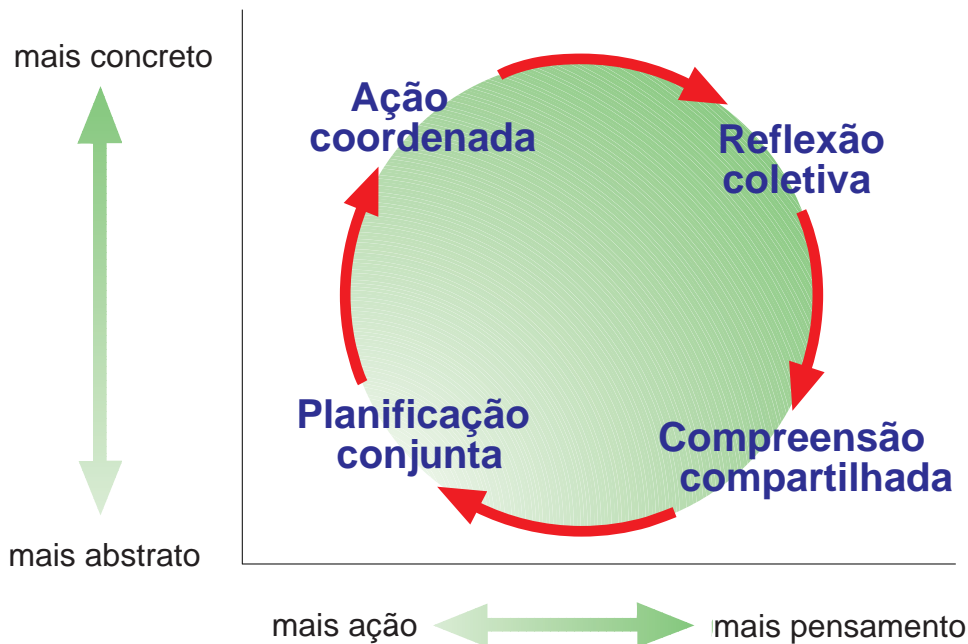 mais concreto
Ação
coordenada
Reflexão
coletiva
Planificação
conjunta
Compreensão
compartilhada
mais abstrato
mais ação
mais pensamento